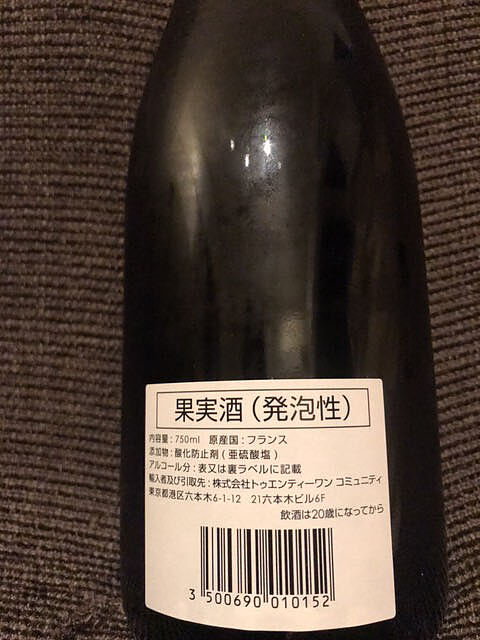 果実酒(発泡性)
内容量:750ml 原産国:フランス
添加物:酸化防止剤(亜硫酸塩)
アルコール分:表又は裏ラベルに記載
輸入者及び引取先:株式会社トゥエンティーワン コミュニティ
東京都港区六本木6-1-12 21六本木ビル6F
飲酒は20歳になってから
3 500690 010152